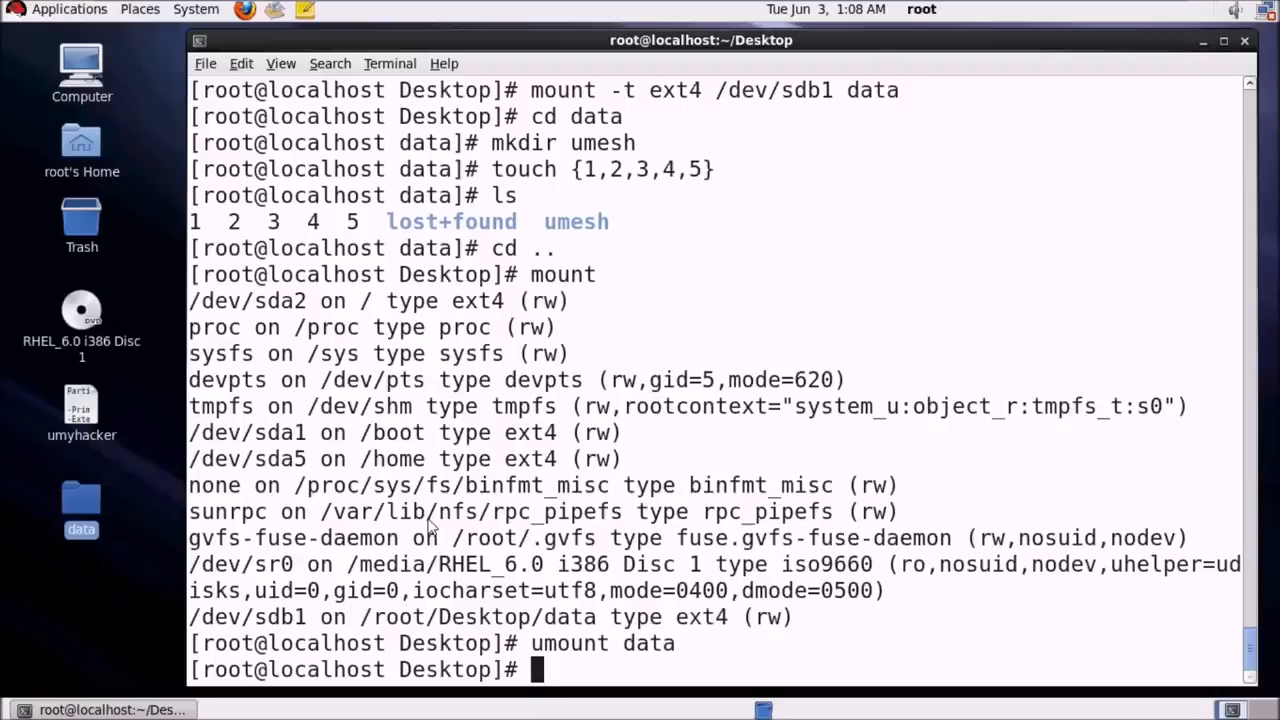 Applications Places System Tue Jun 3, 1:08 AM root
root@localhost:~/Desktop
File Edit View Search Terminal Help
[root@localhost Desktop]# mount -t ext4 /dev/sdb1 data
[root@localhost Desktop]# cd data
[root@localhost data]# mkdir umesh
[root@localhost data]# touch {1,2,3,4,5}
[root@localhost data]# ls
1 2 3 4 5 lost+found umesh
[root@localhost data]# cd ..
[root@localhost Desktop]# mount
/dev/sda2 on / type ext4 (rw)
proc on /proc type proc (rw)
sysfs on /sys type sysfs (rw)
devpts on /dev/pts type devpts (rw,gid=5,mode=620)
tmpfs on /dev/shm type tmpfs (rw,rootcontext="system_u:object_r:tmpfs_t:s0")
/dev/sda1 on /boot type ext4 (rw)
/dev/sda5 on /home type ext4 (rw)
none on /proc/sys/fs/binfmt_misc type binfmt_misc (rw)
sunrpc on /var/lib/nfs/rpc_pipefs type rpc_pipefs (rw)
gvfs-fuse-daemon on /root/.gvfs type fuse.gvfs-fuse-daemon (rw,nosuid,nodev)
/dev/sr0 on /media/RHEL_6.0 i386 Disc 1 type iso9660 (ro,nosuid,nodev,uhelper=ud
isks,uid=0,gid=0,iocharset=utf8,mode=0400,dmode=0500)
/dev/sdb1 on /root/Desktop/data type ext4 (rw)
[root@localhost Desktop]# umount data
[root@localhost Desktop]#
Computer
root's Home
Trash
DVD
RHEL_6.0 i386 Disc
1
Parti
-Prim
-Exte
umyhacker
data
root@localhost:~/Des...